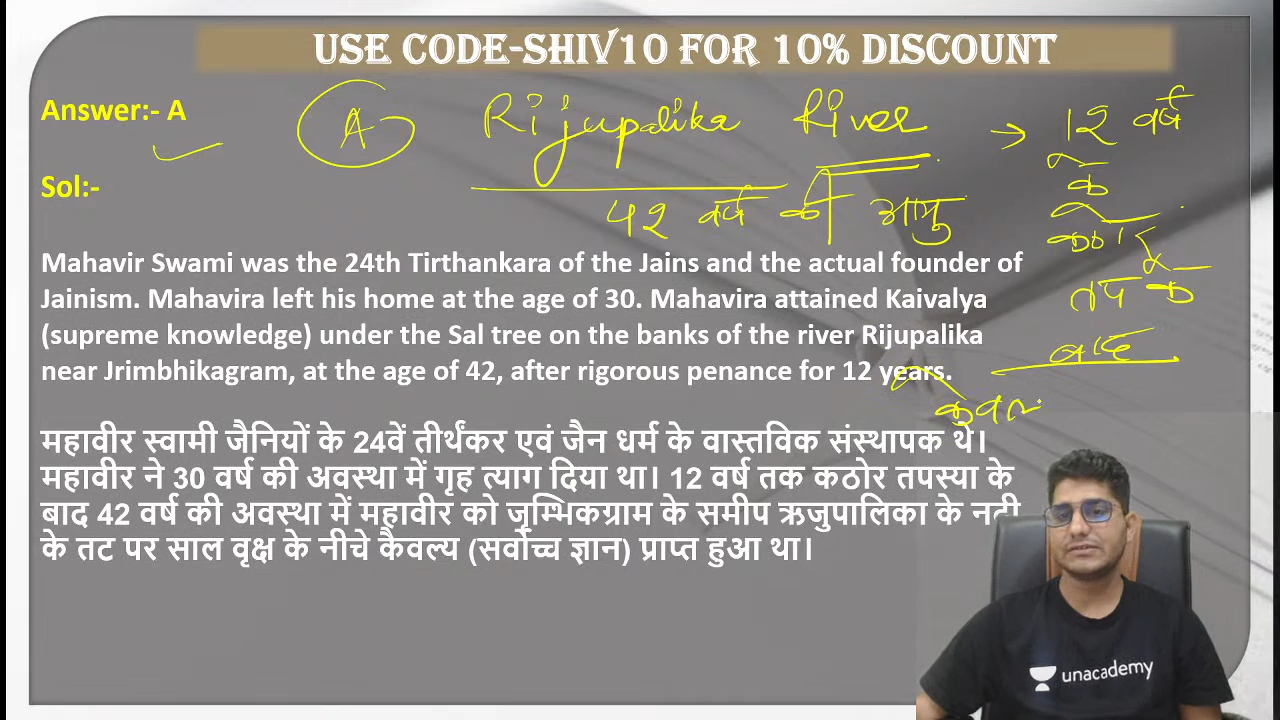 USE CODE-SHIV10 FOR 10% DISCOUNT
Answer:- A
A Rijupalika River → 12 वर्ष
Sol:-
42 वर्ष की आयु
के
कठोर
तप के
बाद
Mahavir Swami was the 24th Tirthankara of the Jains and the actual founder of
Jainism. Mahavira left his home at the age of 30. Mahavira attained Kaivalya
(supreme knowledge) under the Sal tree on the banks of the river Rijupalika
near Jrimbhikagram, at the age of 42, after rigorous penance for 12 years.
महावीर स्वामी जैनियों के 24वें तीर्थंकर एवं जैन धर्म के वास्तविक संस्थापक थे।
महावीर ने 30 वर्ष की अवस्था में गृह त्याग दिया था। 12 वर्ष तक कठोर तपस्या के
बाद 42 वर्ष की अवस्था में महावीर को जृम्भिकग्राम के समीप ऋजुपालिका के नदी
के तट पर साल वृक्ष के नीचे कैवल्य (सर्वोच्च ज्ञान) प्राप्त हुआ था।
unacademy